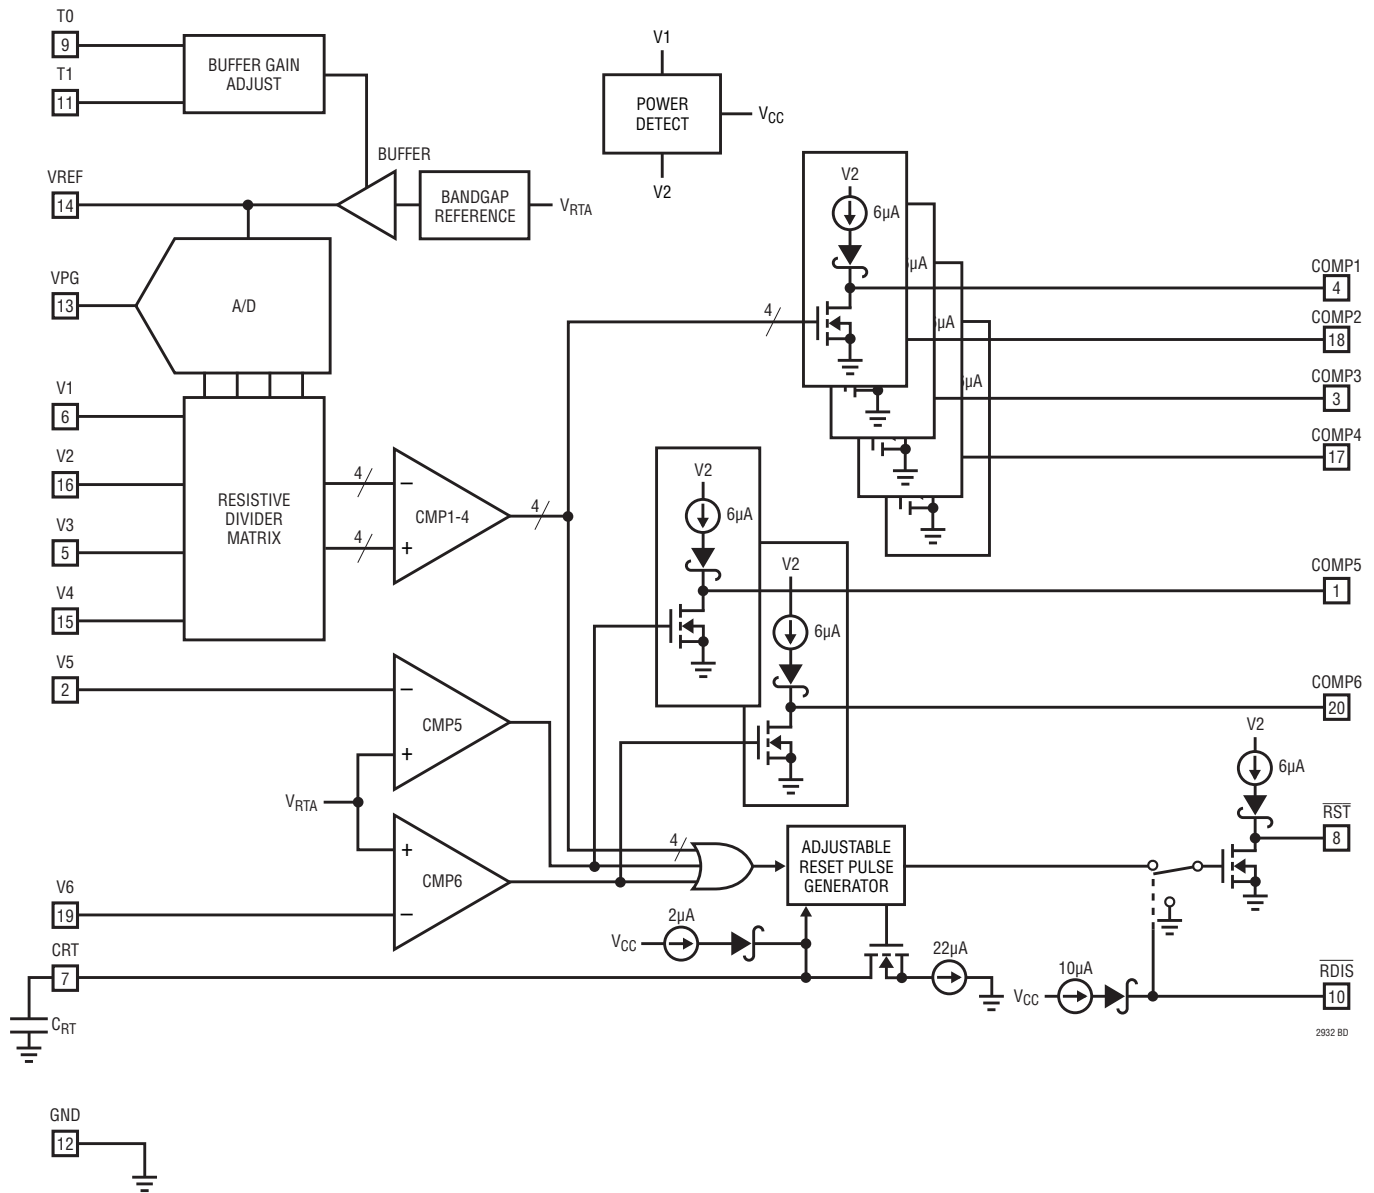 T0
9
BUFFER GAIN
ADJUST
T1
11
V1
POWER
DETECT
VCC
V2
BUFFER
VREF
14
BANDGAP
REFERENCE
VRTA
VPG
13
A/D
V2
6µA
µA
µA
µA
4
COMP1
4
COMP2
18
COMP3
3
COMP4
17
V1
6
V2
16
V3
5
V4
15
RESISTIVE
DIVIDER
MATRIX
4
4
–
CMP1-4
+
4
V2
6µA
V2
6µA
COMP5
1
COMP6
20
V5
2
–
CMP5
+
VRTA
+
CMP6
–
V6
19
4
ADJUSTABLE
RESET PULSE
GENERATOR
V2
6µA
RST
8
CRT
7
CRT
VCC
2µA
22µA
VCC
10µA
RDIS
10
2932 BD
GND
12